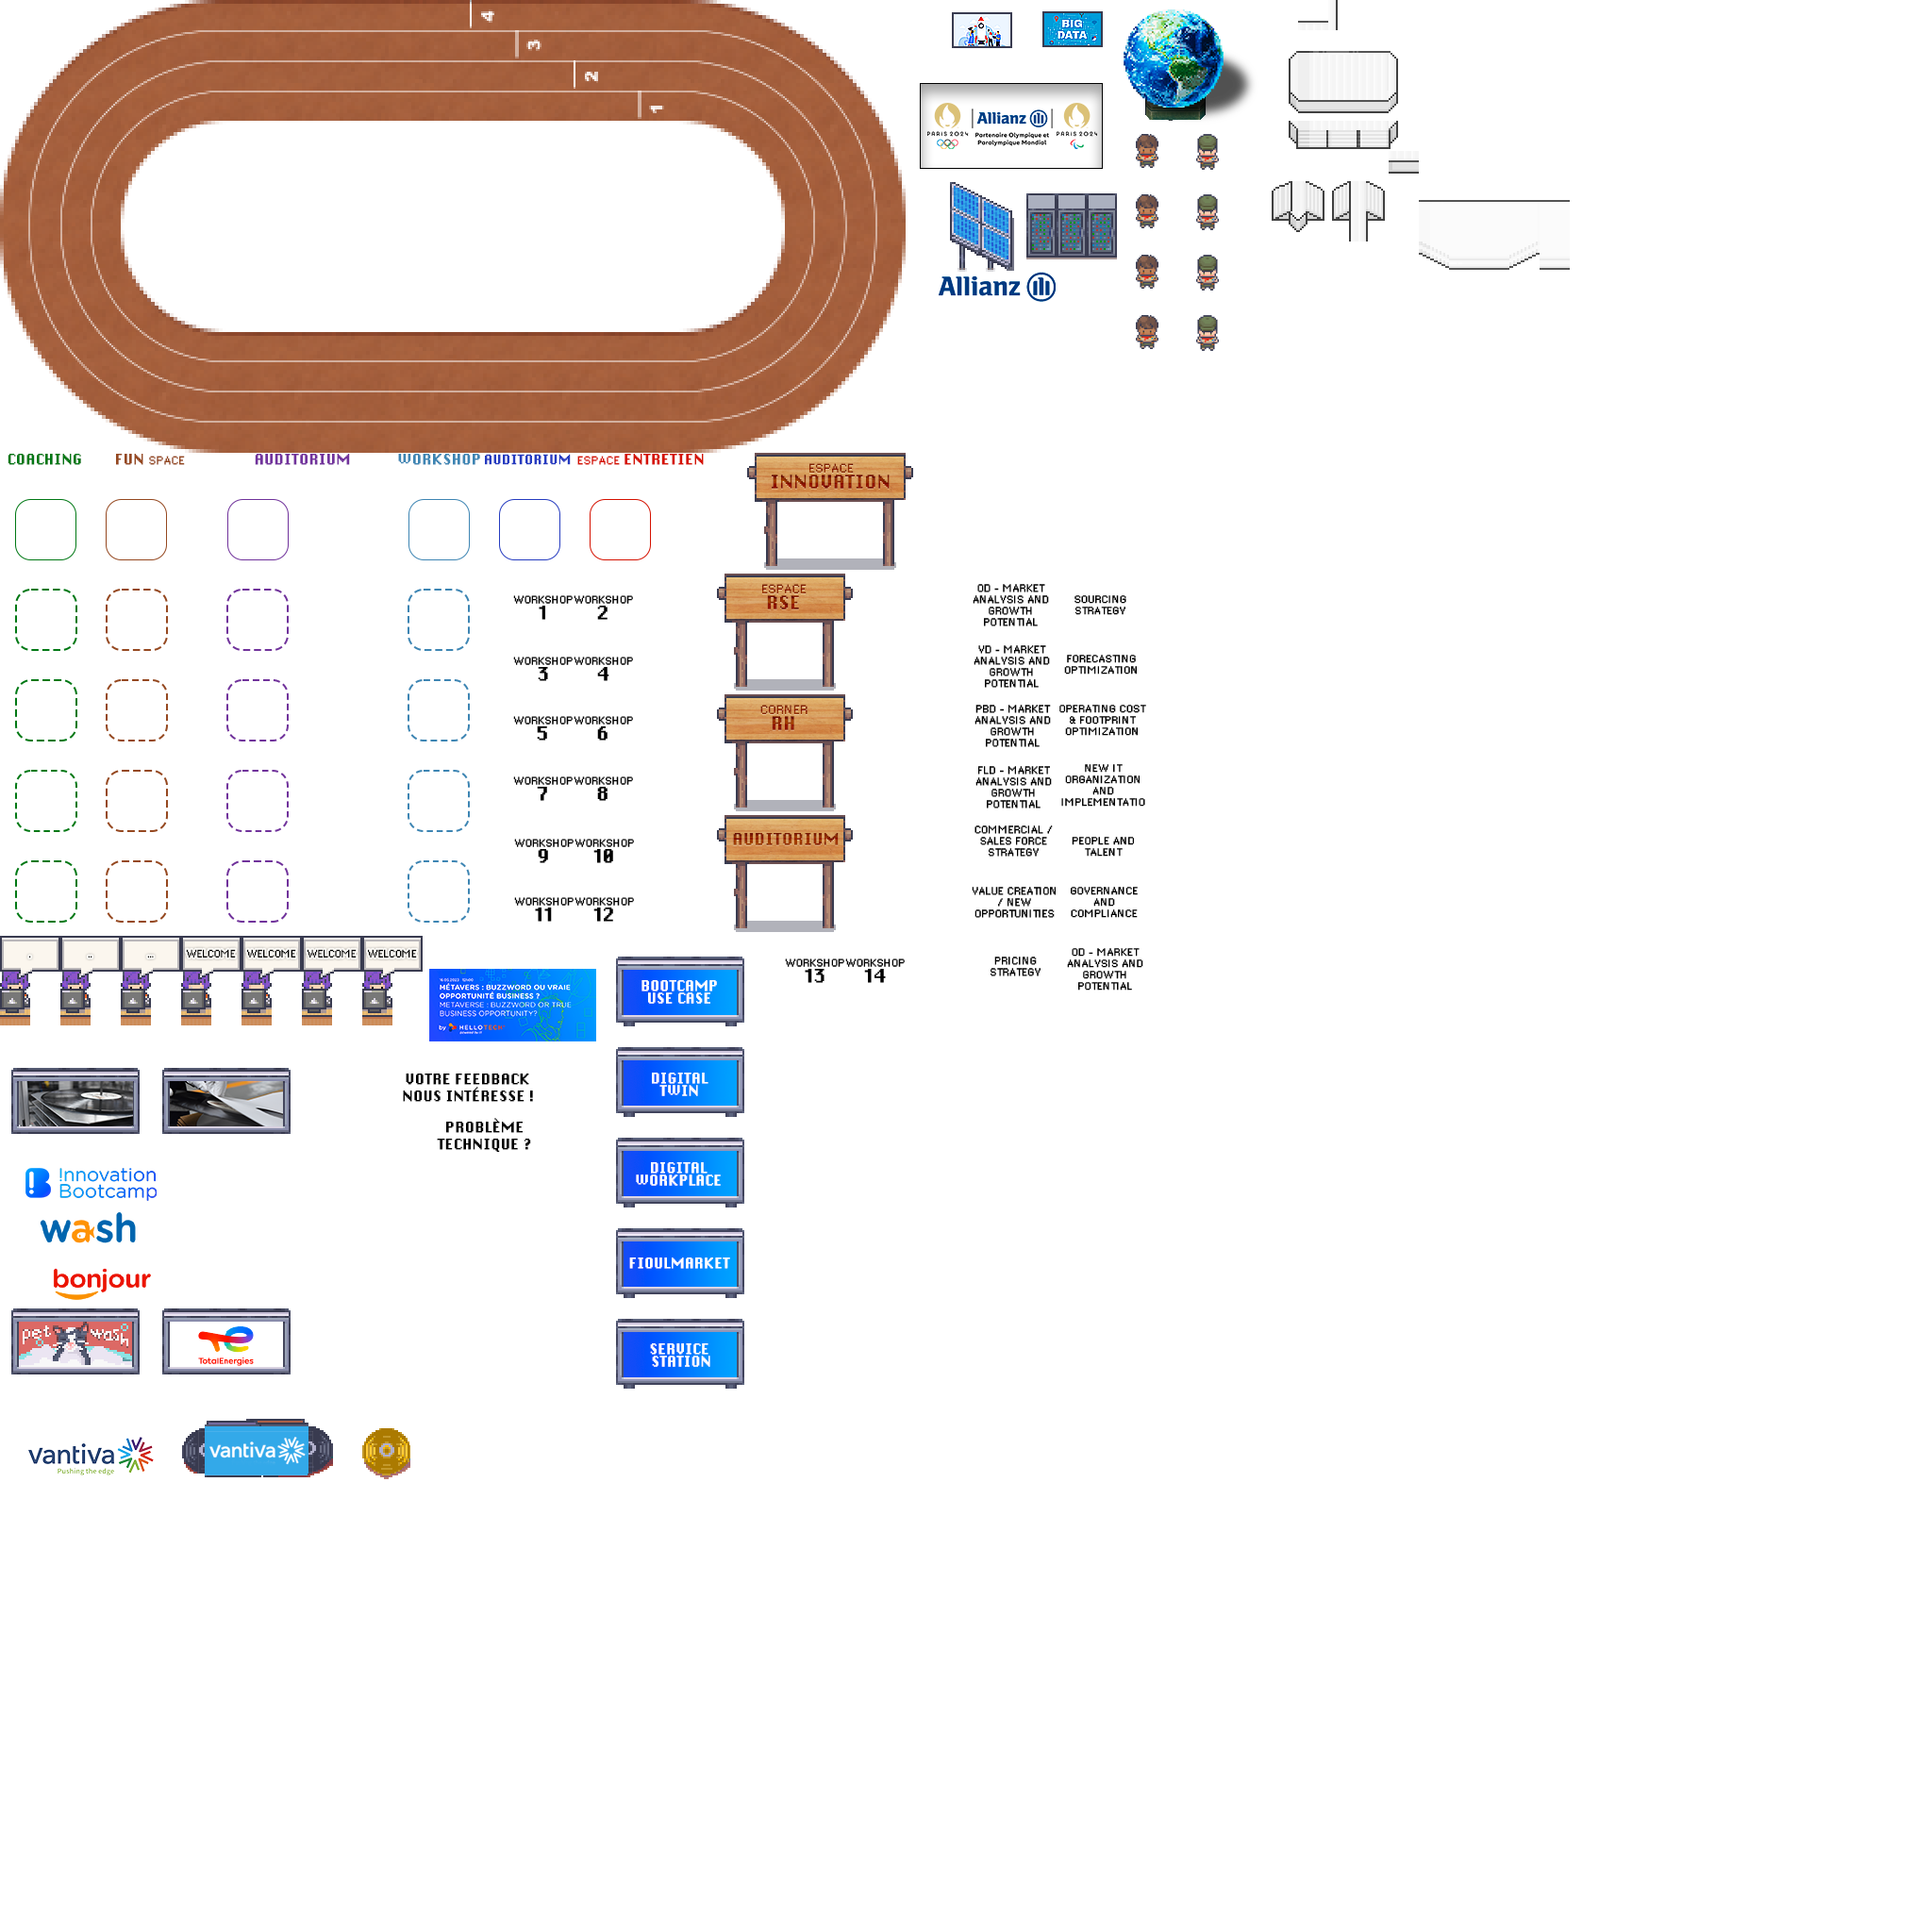 4
3
2
1
BIG
DATA
PARIS 2024
Allianz
Partenaire Olympique et
Paralympique Mondial
PARIS 2024
Allianz
COACHING
FUN SPACE
AUDITORIUM
WORKSHOP
AUDITORIUM
ESPACE ENTRETIEN
ESPACE
INNOVATION
ESPACE
RSE
CORNER
RH
AUDITORIUM
WORKSHOP
1
WORKSHOP
2
WORKSHOP
3
WORKSHOP
4
WORKSHOP
5
WORKSHOP
6
WORKSHOP
7
WORKSHOP
8
WORKSHOP
9
WORKSHOP
10
WORKSHOP
11
WORKSHOP
12
OD - MARKET
ANALYSIS AND
GROWTH
POTENTIAL
SOURCING
STRATEGY
VD - MARKET
ANALYSIS AND
GROWTH
POTENTIAL
FORECASTING
OPTIMIZATION
PBD - MARKET
ANALYSIS AND
GROWTH
POTENTIAL
OPERATING COST
& FOOTPRINT
OPTIMIZATION
FLD - MARKET
ANALYSIS AND
GROWTH
POTENTIAL
NEW IT
ORGANIZATION
AND
IMPLEMENTATIO
COMMERCIAL /
SALES FORCE
STRATEGY
PEOPLE AND
TALENT
VALUE CREATION
/ NEW
OPPORTUNITIES
GOVERNANCE
AND
COMPLIANCE
PRICING
STRATEGY
OD - MARKET
ANALYSIS AND
GROWTH
POTENTIAL
.
..
...
WELCOME
WELCOME
WELCOME
WELCOME
MÉTAVERS : BUZZWORD OU VRAIE
OPPORTUNITÉ BUSINESS ?
METAVERSE : BUZZWORD OR TRUE
BUSINESS OPPORTUNITY?
by HELLOTECH
BOOTCAMP
USE CASE
WORKSHOP
13
WORKSHOP
14
DIGITAL
TWIN
DIGITAL
WORKPLACE
FIOULMARKET
SERVICE
STATION
VOTRE FEEDBACK
NOUS INTÉRESSE !
PROBLÈME
TECHNIQUE ?
!nnovation
Bootcamp
wash
bonjour
pet wash
TotalEnergies
vantiva
Pushing the edge
vantiva